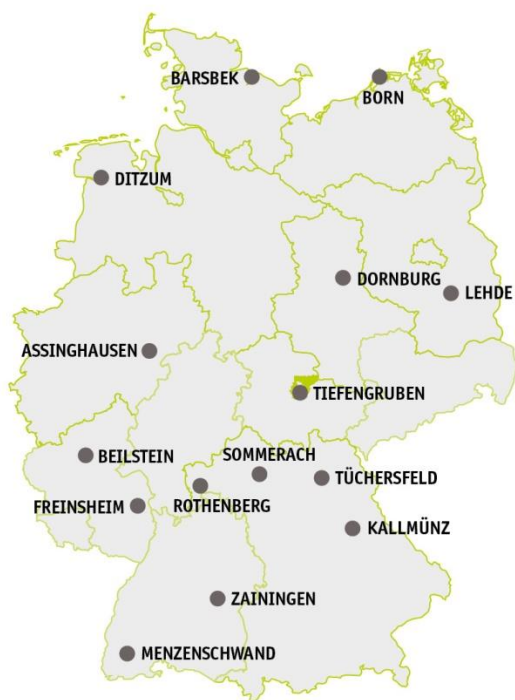 BARSBEK
BORN
DITZUM
DORNBURG
LEHDE
ASSINGHAUSEN
TIEFENGRUBEN
BEILSTEIN
SOMMERACH
TÜCHERSFELD
FREINSHEIM
ROTHENBERG
KALLMÜNZ
ZAININGEN
MENZENSCHWAND